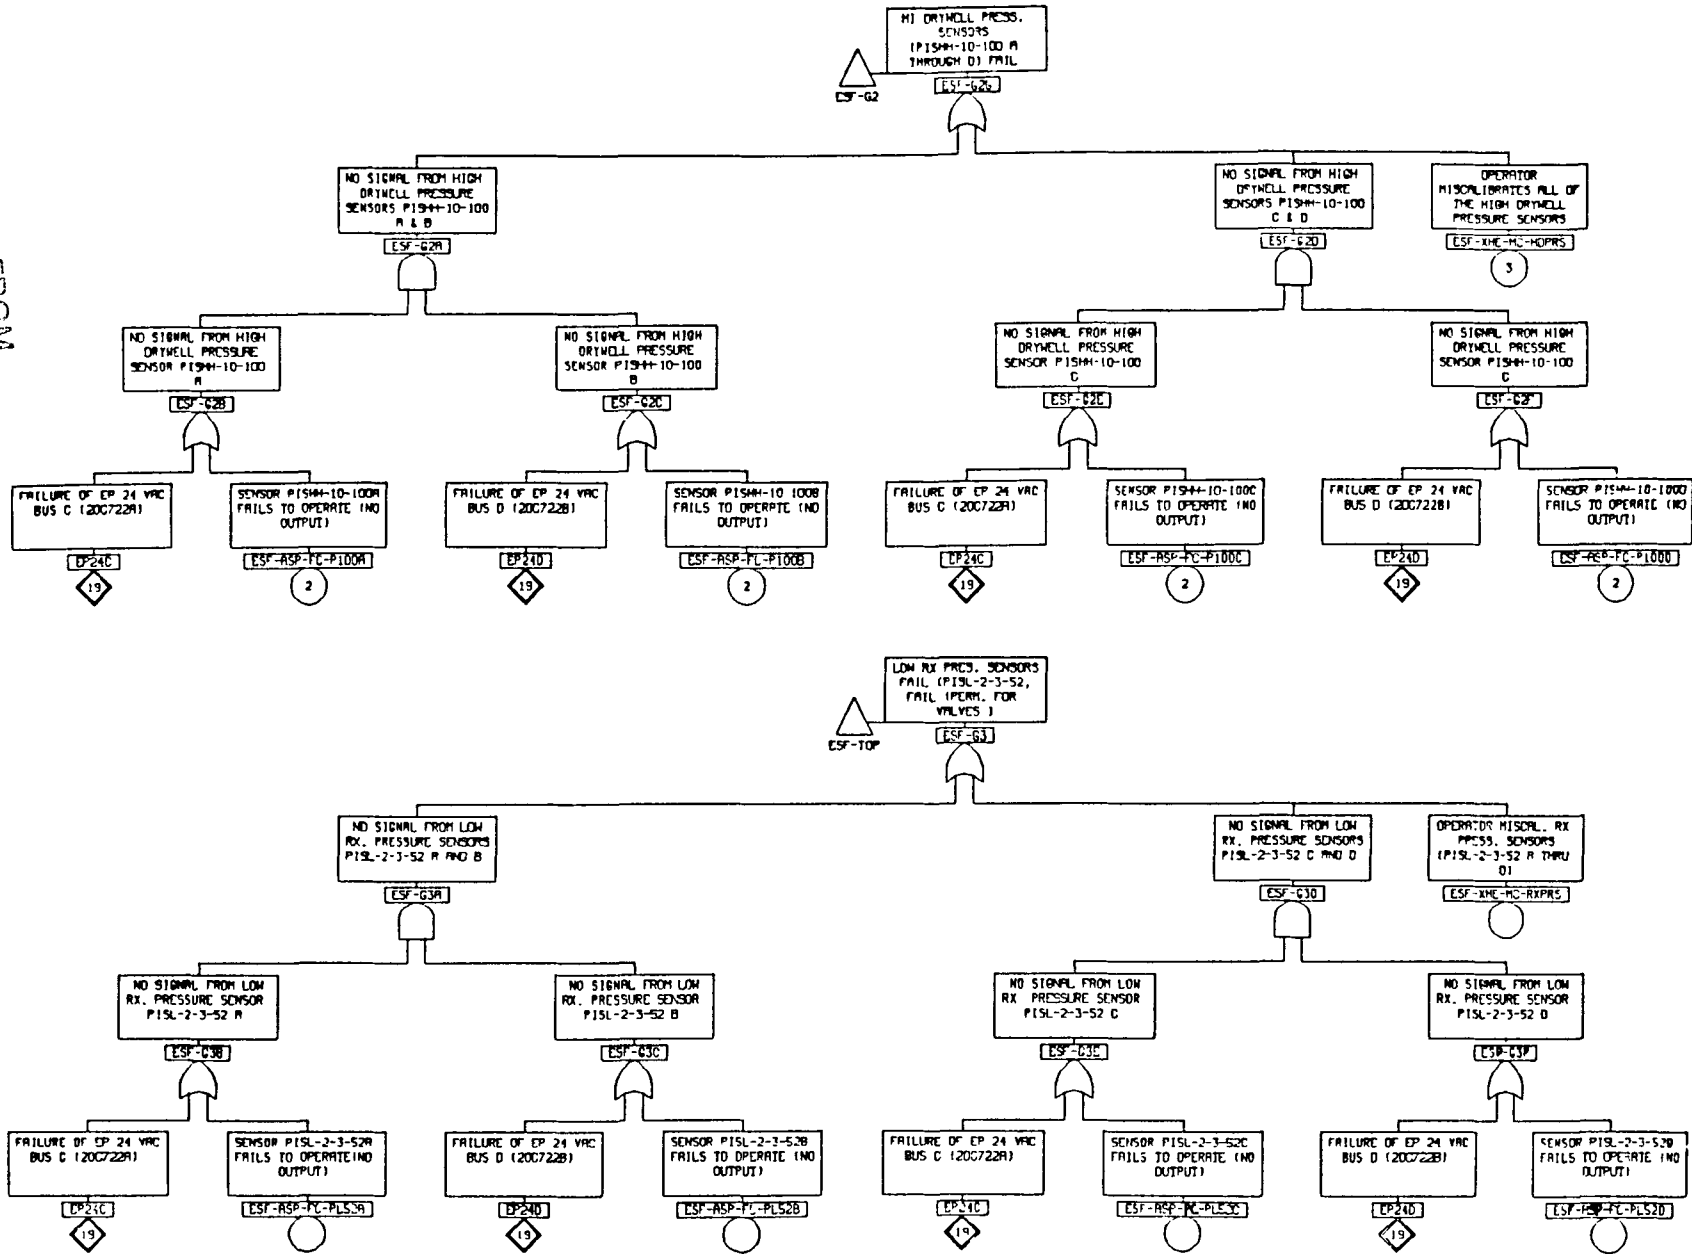 HI DRYWELL PRESS.
SENSORS
(PISHH-10-100 A
THROUGH D) FAIL
ESF-G2
ESF-G2G
NO SIGNAL FROM HIGH
DRYWELL PRESSURE
SENSORS PISHH-10-100
A & B
ESF-G2A
NO SIGNAL FROM HIGH
DRYWELL PRESSURE
SENSORS PISHH-10-100
C & D
ESF-G2D
OPERATOR
MISCALIBRATES ALL OF
THE HIGH DRYWELL
PRESSURE SENSORS
ESF-XHE-MC-HDPRS
3
NO SIGNAL FROM HIGH
DRYWELL PRESSURE
SENSOR PISHH-10-100
A
ESF-G2B
NO SIGNAL FROM HIGH
DRYWELL PRESSURE
SENSOR PISHH-10-100
B
ESF-G2C
NO SIGNAL FROM HIGH
DRYWELL PRESSURE
SENSOR PISHH-10-100
C
ESF-G2E
NO SIGNAL FROM HIGH
DRYWELL PRESSURE
SENSOR PISHH-10-100
C
ESF-G2F
FAILURE OF EP 24 VAC
BUS C (20C722A)
EP24C
19
SENSOR PISHH-10-100A
FAILS TO OPERATE (NO
OUTPUT)
ESF-ASP-FC-P100A
2
FAILURE OF EP 24 VAC
BUS D (20C722B)
EP24D
19
SENSOR PISHH-10 100B
FAILS TO OPERATE (NO
OUTPUT)
ESF-ASP-FC-P100B
2
FAILURE OF EP 24 VAC
BUS C (20C722A)
EP24C
19
SENSOR PISHH-10-100C
FAILS TO OPERATE (NO
OUTPUT)
ESF-ASP-FC-P100C
2
FAILURE OF EP 24 VAC
BUS D (20C722B)
EP24D
19
SENSOR PISHH-10-100D
FAILS TO OPERATE (NO
OUTPUT)
ESF-ASP-FC-P100D
2
LOW RX PRES. SENSORS
FAIL (PISL-2-3-52,
FAIL (PERM. FOR
VALVES )
ESF-TOP
ESF-G3
NO SIGNAL FROM LOW
RX. PRESSURE SENSORS
PISL-2-3-52 A AND B
ESF-G3A
NO SIGNAL FROM LOW
RX. PRESSURE SENSORS
PISL-2-3-52 C AND D
ESF-G3D
OPERATOR MISCAL. RX
PRESS. SENSORS
(PISL-2-3-52 A THRU
D)
ESF-XHE-MC-RXPRS
NO SIGNAL FROM LOW
RX. PRESSURE SENSOR
PISL-2-3-52 A
ESF-G3B
NO SIGNAL FROM LOW
RX. PRESSURE SENSOR
PISL-2-3-52 B
ESF-G3C
NO SIGNAL FROM LOW
RX PRESSURE SENSOR
PISL-2-3-52 C
ESF-G3E
NO SIGNAL FROM LOW
RX. PRESSURE SENSOR
PISL-2-3-52 D
ESF-G3F
FAILURE OF EP 24 VAC
BUS C (20C722A)
EP24C
19
SENSOR PISL-2-3-52A
FAILS TO OPERATE(NO
OUTPUT)
ESF-ASP-FC-PL52A
FAILURE OF EP 24 VAC
BUS D (20C722B)
EP24D
19
SENSOR PISL-2-3-52B
FAILS TO OPERATE (NO
OUTPUT)
ESF-ASP-FC-PL52B
FAILURE OF EP 24 VAC
BUS C (20C722A)
EP24C
19
SENSOR PISL-2-3-52C
FAILS TO OPERATE (NO
OUTPUT)
ESF-ASP-FC-PL52C
FAILURE OF EP 24 VAC
BUS D (20C722B)
EP24D
19
SENSOR PISL-2-3-52D
FAILS TO OPERATE (NO
OUTPUT)
ESF-ASP-FC-PL52D